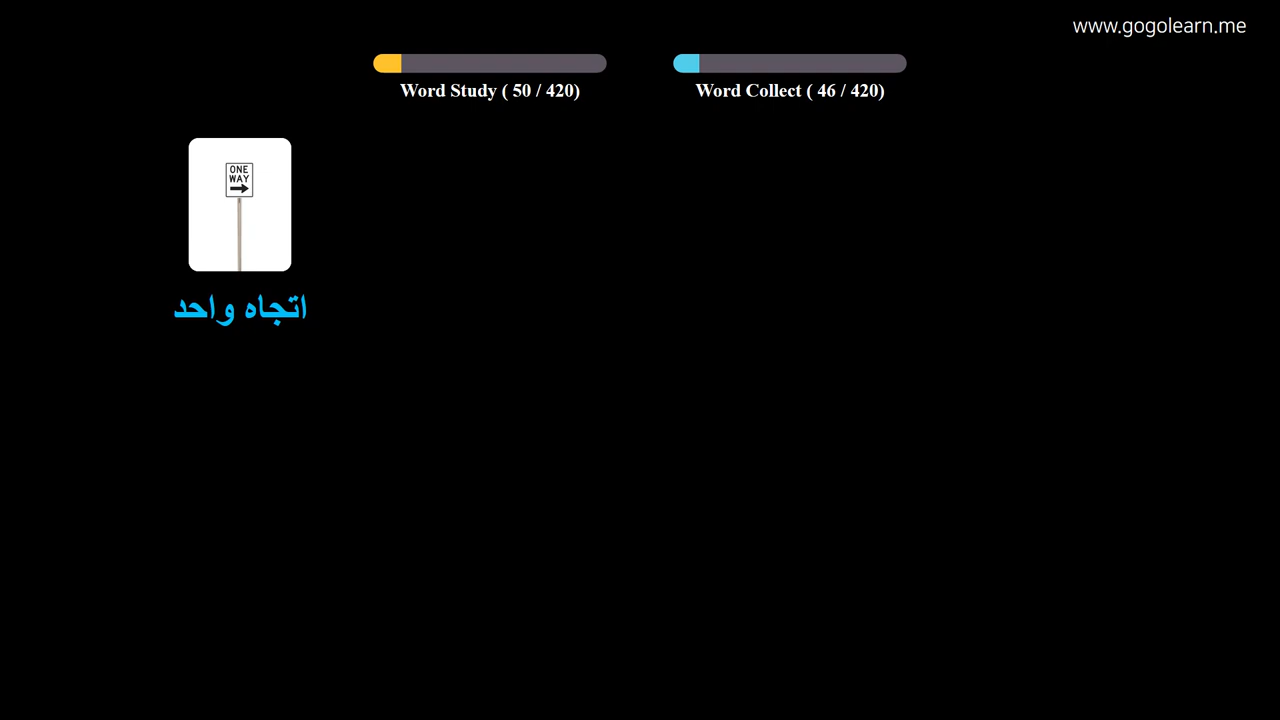 www.gogolearn.me
Word Study ( 50 / 420)
Word Collect ( 46 / 420)
ONE
WAY
اتجاه واحد